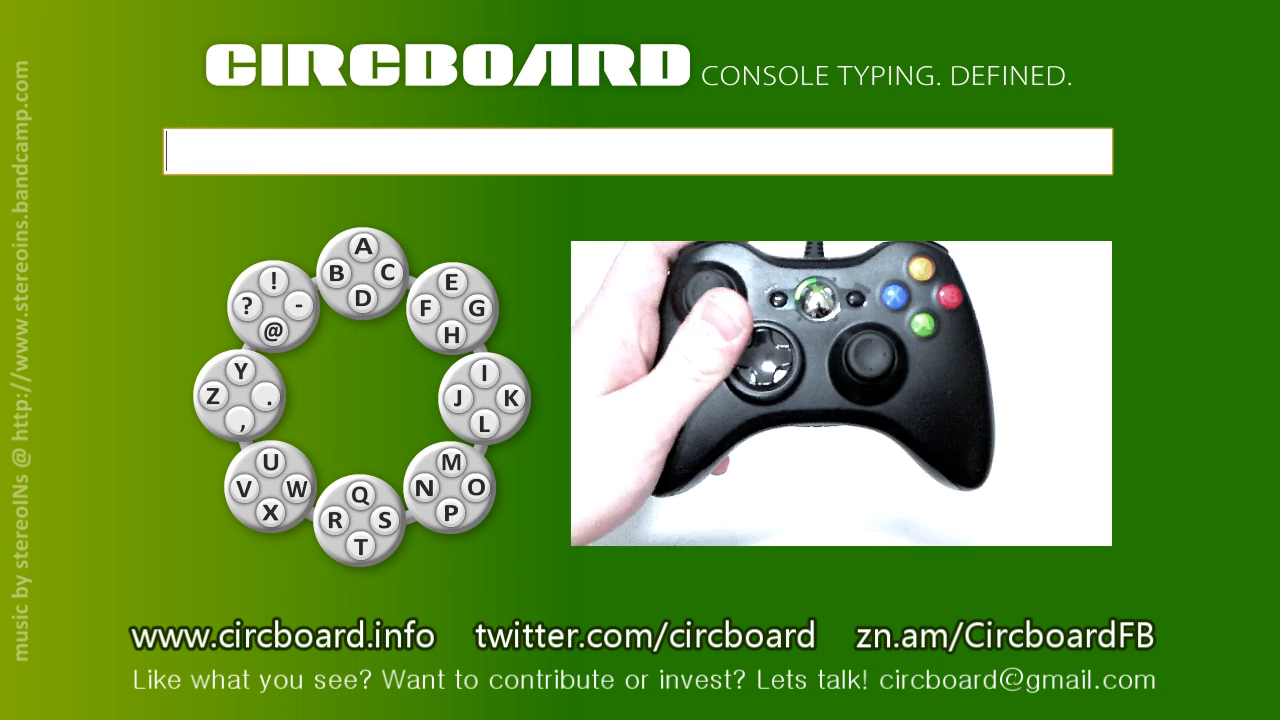 CIRCBOARD CONSOLE TYPING. DEFINED.
music by stereoINs @ http://www.stereoins.bandcamp.com
A
B C
D
E
F G
H
I
J K
L
M
N O
P
Q
R S
T
U
V W
X
Y
Z .
,
!
? -
@
www.circboard.info twitter.com/circboard zn.am/CircboardFB
Like what you see? Want to contribute or invest? Lets talk! circboard@gmail.com